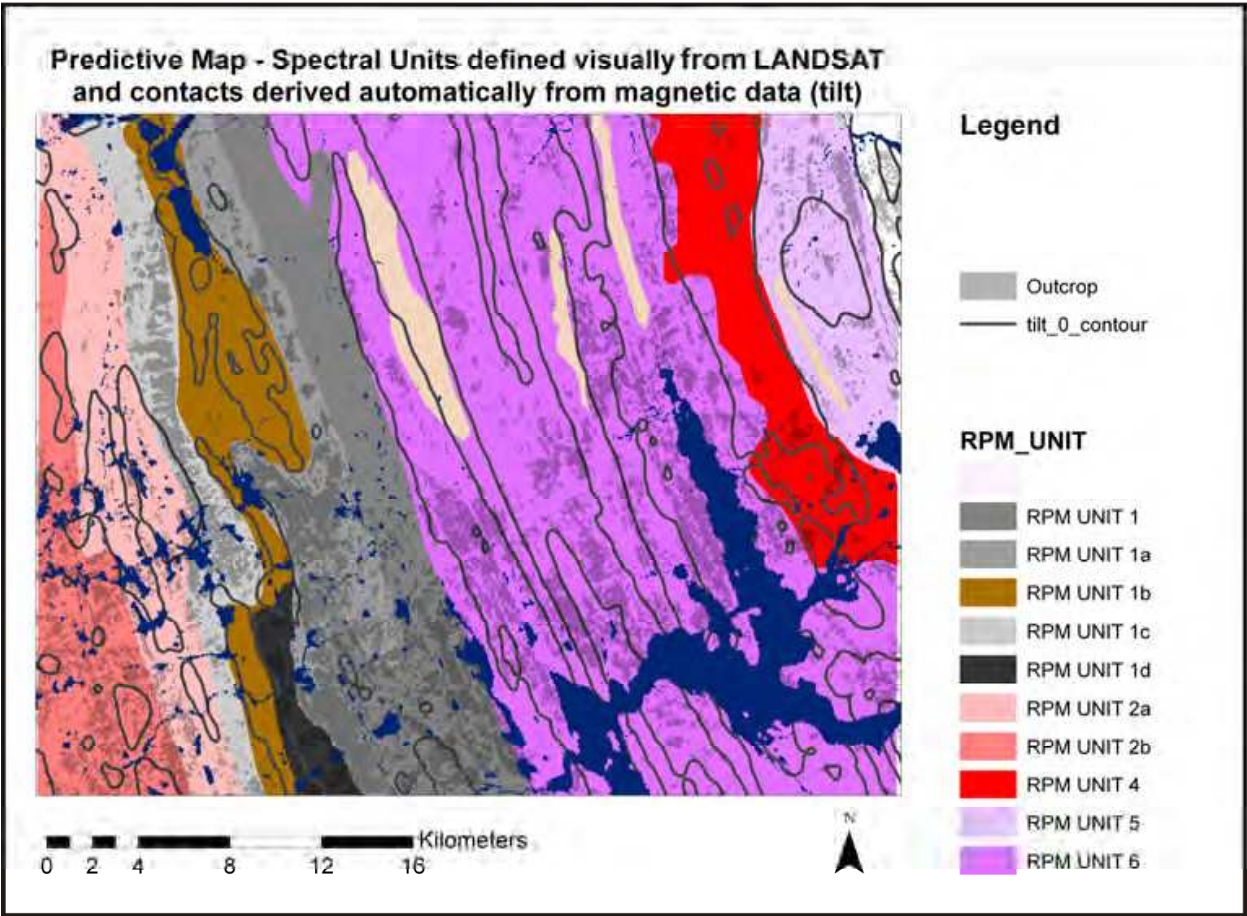 Predictive Map - Spectral Units defined visually from LANDSAT
and contacts derived automatically from magnetic data (tilt)
Legend
Outcrop
tilt_0_contour
RPM_UNIT
RPM UNIT 1
RPM UNIT 1a
RPM UNIT 1b
RPM UNIT 1c
RPM UNIT 1d
RPM UNIT 2a
RPM UNIT 2b
RPM UNIT 4
RPM UNIT 5
RPM UNIT 6
Kilometers
0 2 4 8 12 16
N